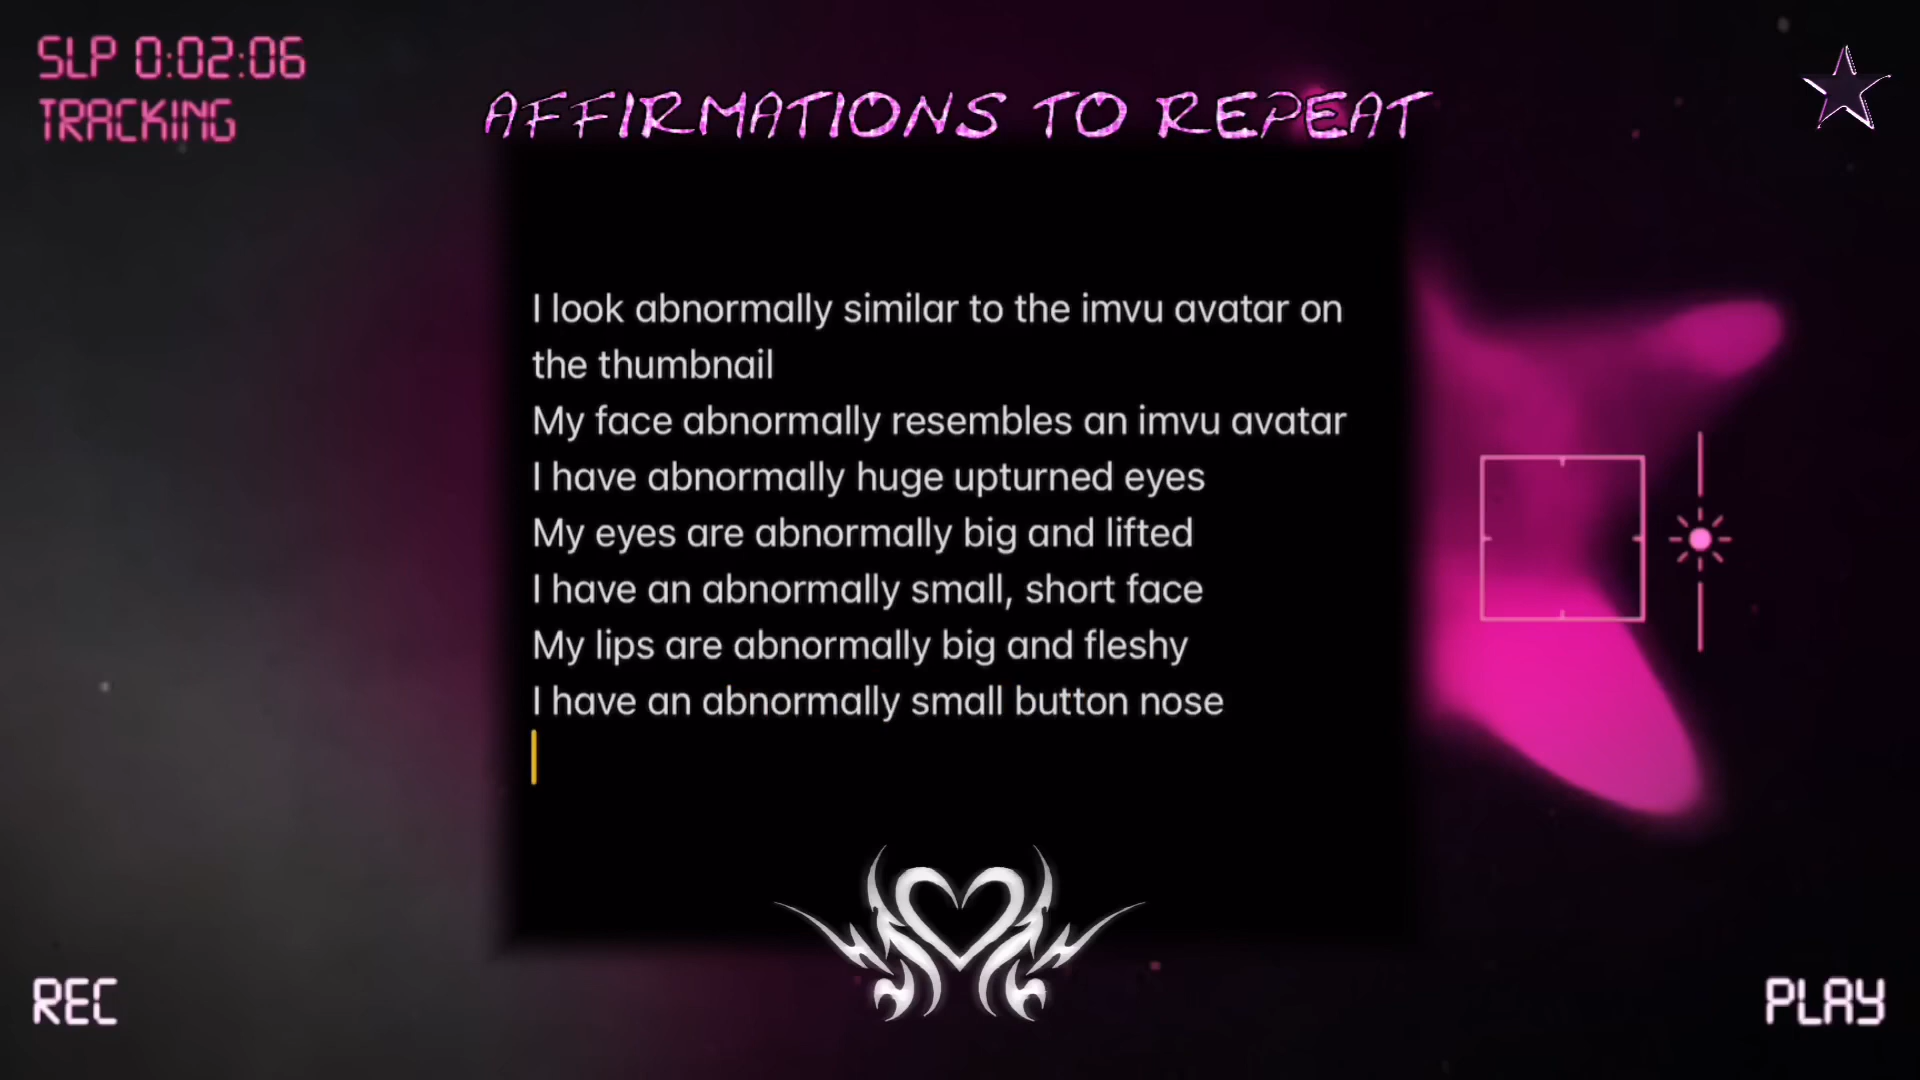 SLP 0:02:06
TRACKING
AFFIRMATIONS TO REPEAT
I look abnormally similar to the imvu avatar on
the thumbnail
My face abnormally resembles an imvu avatar
I have abnormally huge upturned eyes
My eyes are abnormally big and lifted
I have an abnormally small, short face
My lips are abnormally big and fleshy
I have an abnormally small button nose
REC
PLAY